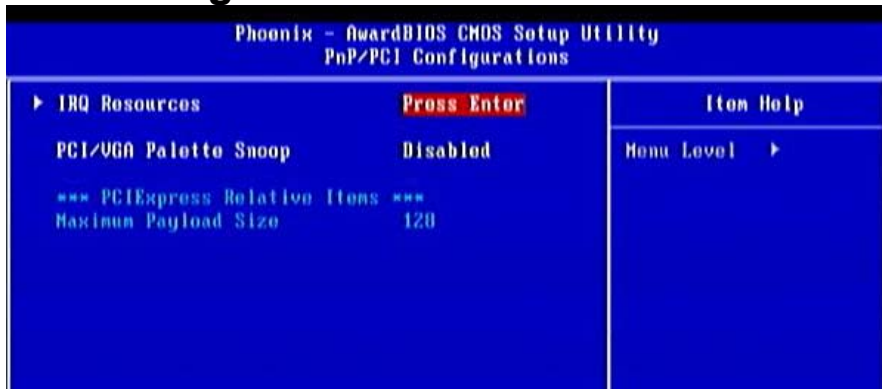 Phoenix - AwardBIOS CMOS Setup Utility
PnP/PCI Configurations
▶ IRQ Resources Press Enter
Item Help
PCI/VGA Palette Snoop Disabled
Menu Level ▶
*** PCIExpress Relative Items ***
Maximum Payload Size 128